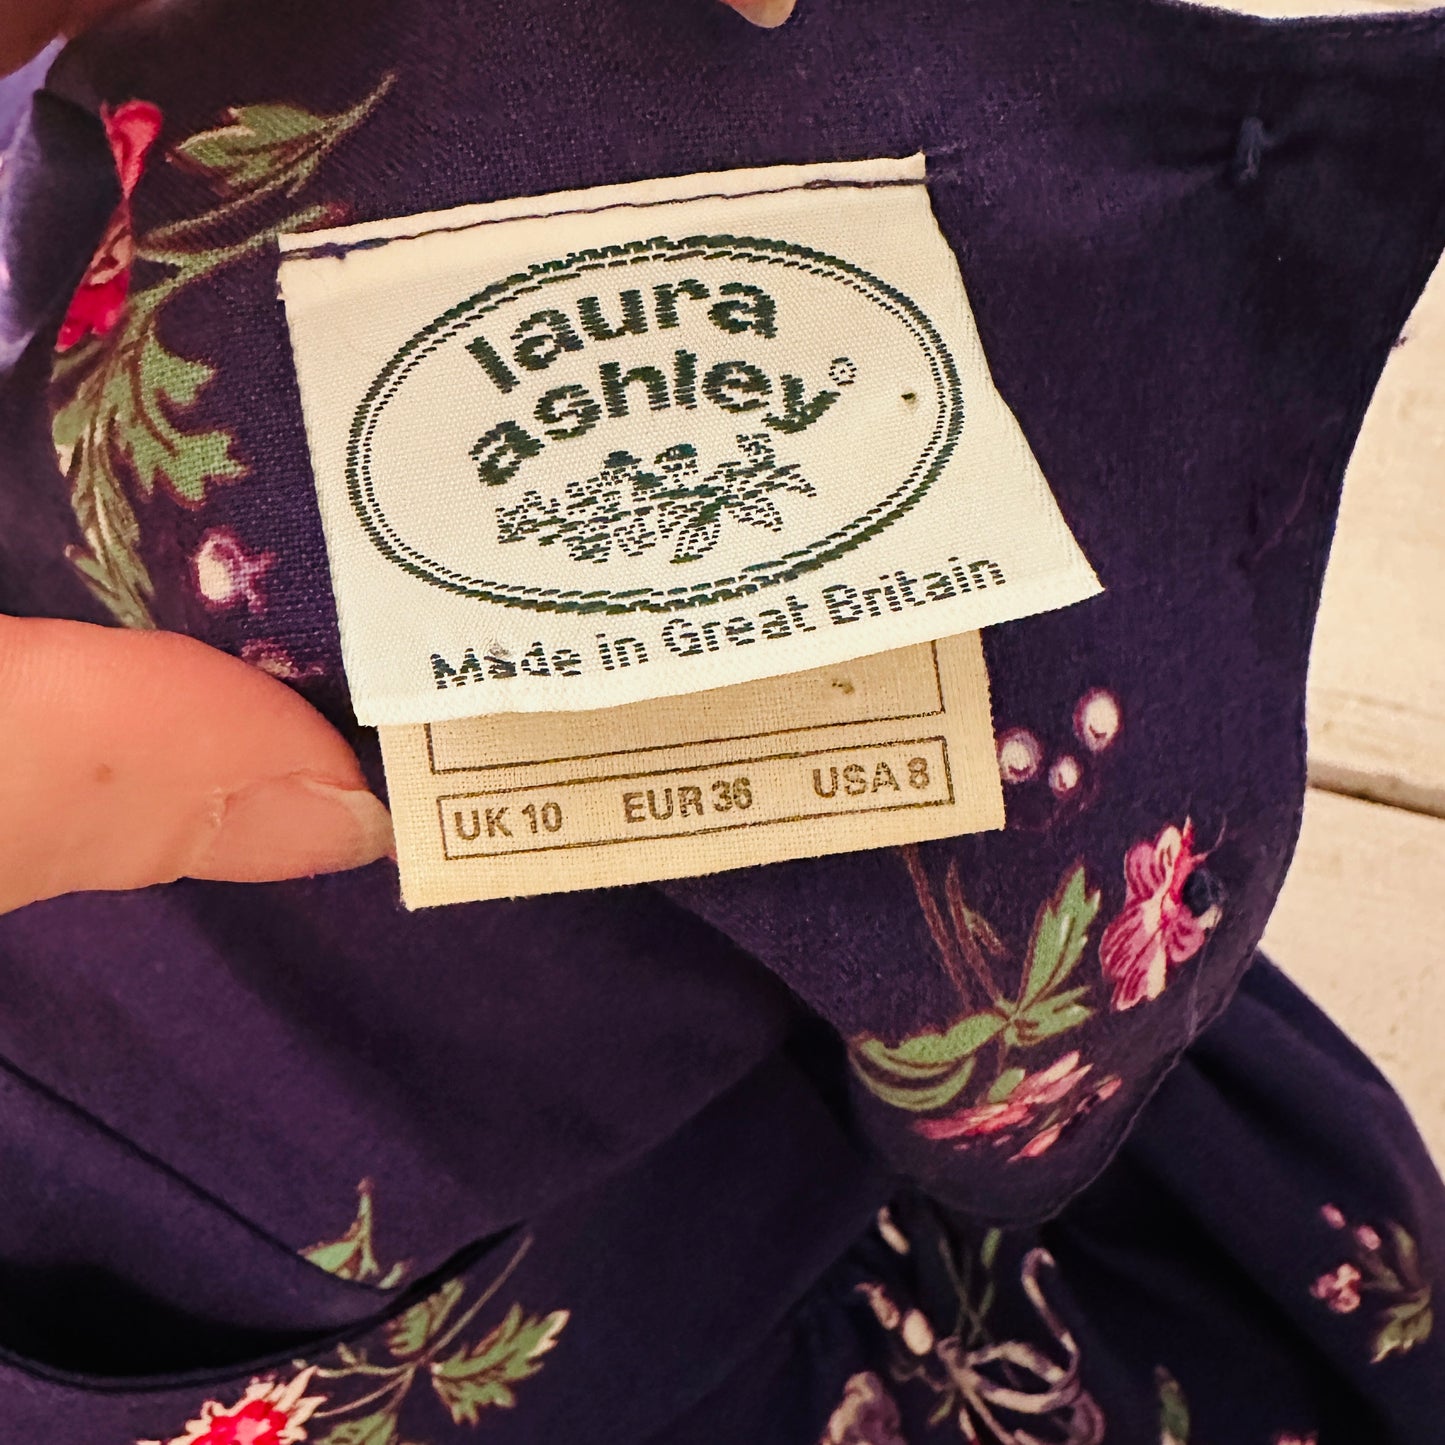 laura
ashley®
Made in Great Britain
UK 10 EUR 36 USA 8